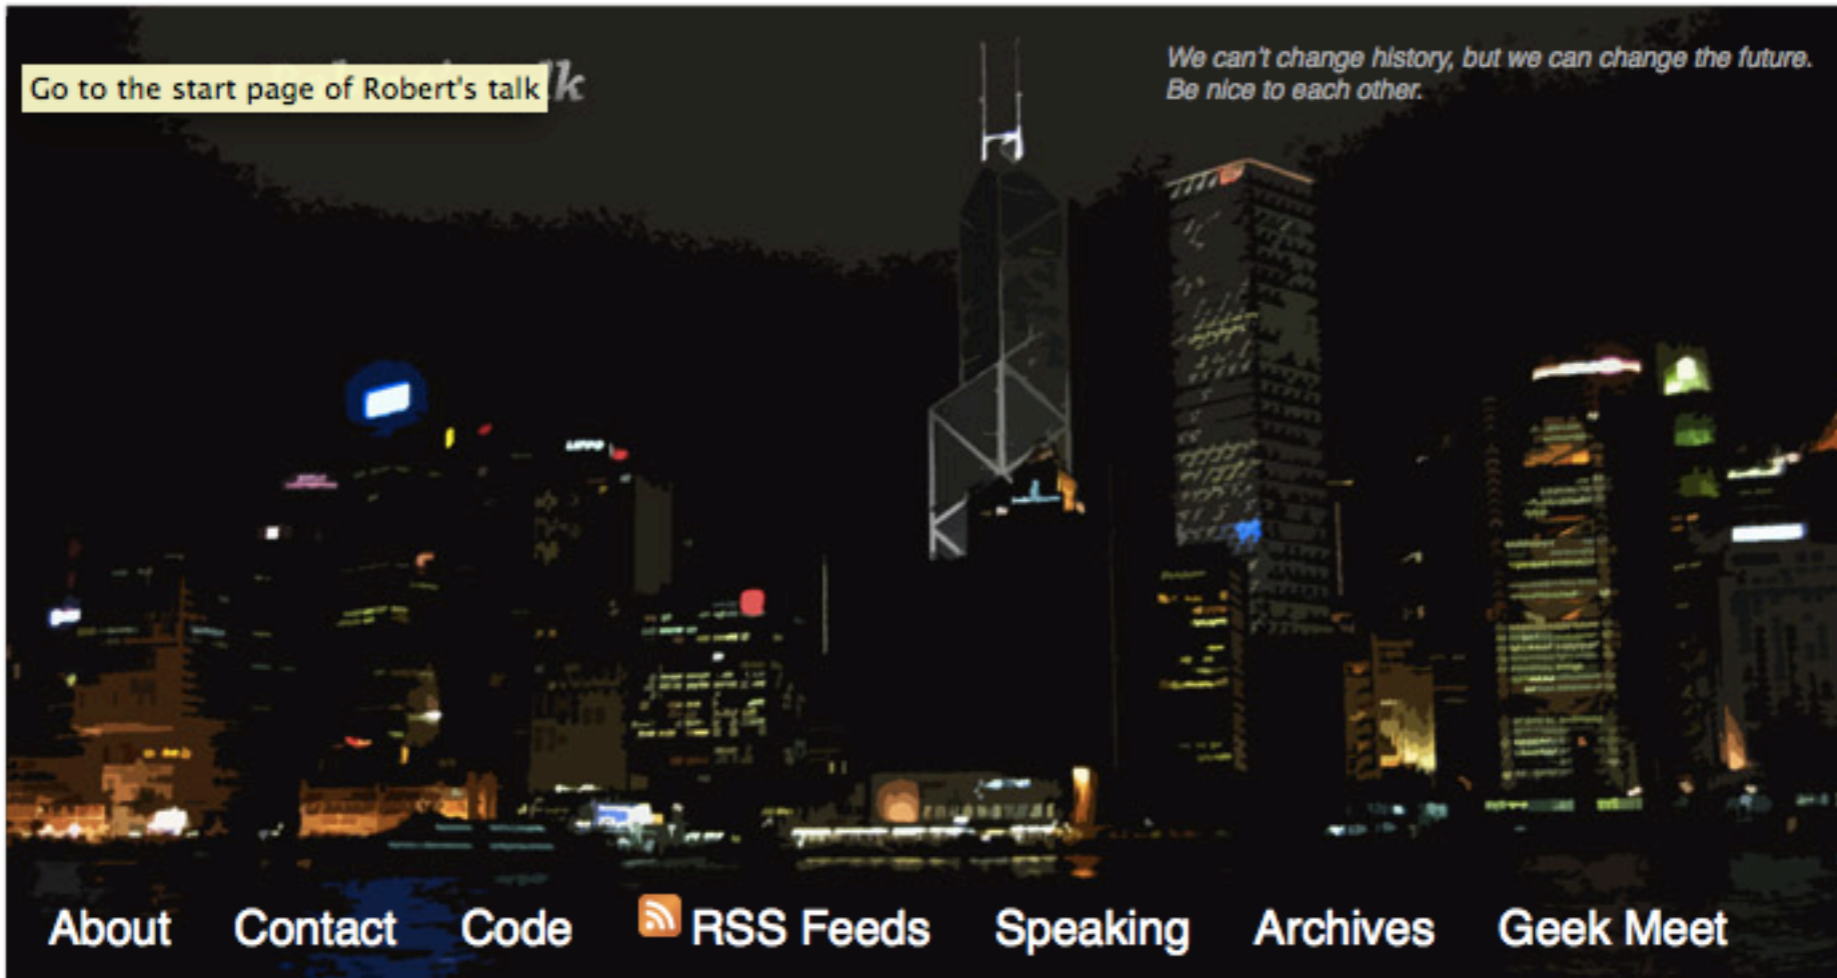 Go to the start page of Robert's talk
We can't change history, but we can change the future.
Be nice to each other.
About Contact Code RSS Feeds Speaking Archives Geek Meet